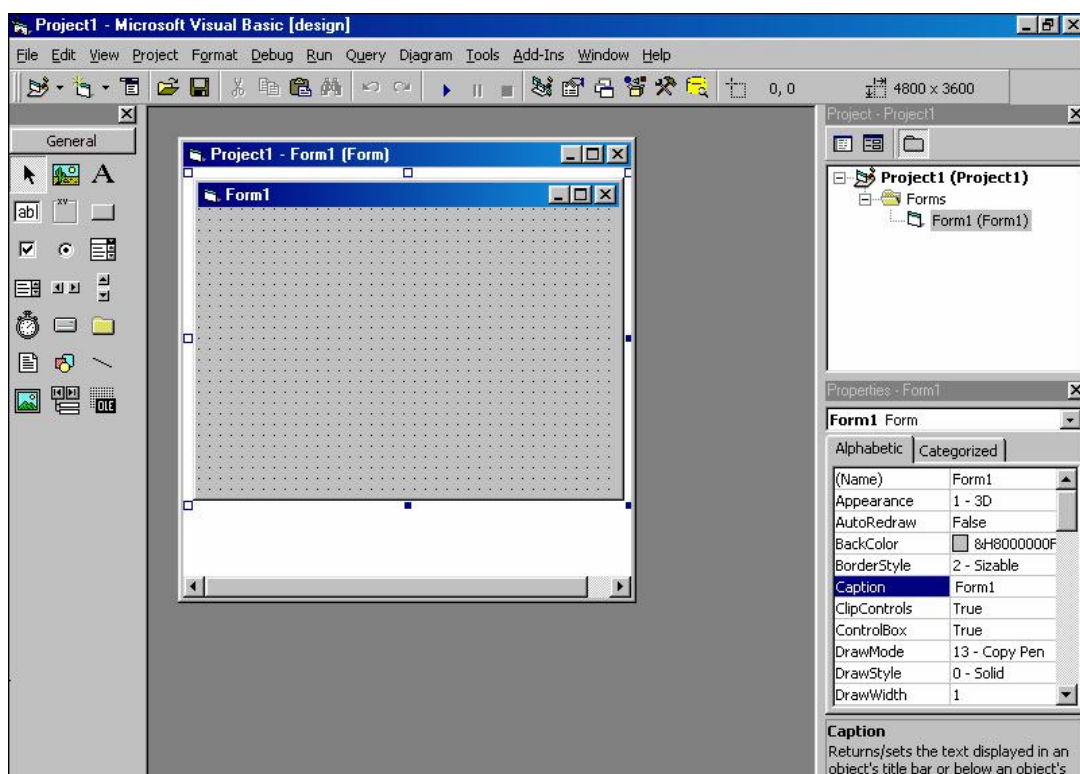 Project1 - Microsoft Visual Basic [design]
File Edit View Project Format Debug Run Query Diagram Tools Add-Ins Window Help
0, 0 4800 x 3600
General
A
ab|
XY
OLE
Project1 - Form1 (Form)
Form1
Project - Project1
Project1 (Project1)
Forms
Form1 (Form1)
Properties - Form1
Form1 Form
Alphabetic Categorized
(Name) Form1
Appearance 1 - 3D
AutoRedraw False
BackColor &H8000000F
BorderStyle 2 - Sizable
Caption Form1
ClipControls True
ControlBox True
DrawMode 13 - Copy Pen
DrawStyle 0 - Solid
DrawWidth 1
Caption
Returns/sets the text displayed in an
object's title bar or below an object's